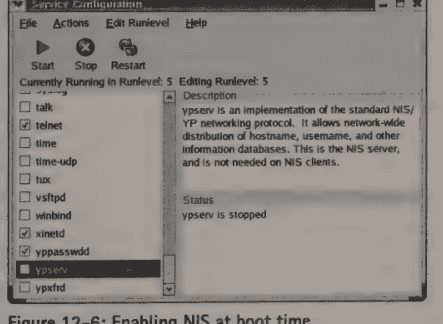 Service Configuration
File Actions Edit Runlevel Help
Start Stop Restart
Currently Running in Runlevel: 5 Editing Runlevel: 5
talk
telnet
time
time-udp
tux
vsftpd
winbind
xinetd
yppasswdd
ypserv
ypxfrd
Description
ypserv is an implementation of the standard NIS/
YP networking protocol. It allows network-wide
distribution of hostname, username, and other
information databases. This is the NIS server,
and is not needed on NIS clients.
Status
ypserv is stopped
Figure 12-6: Enabling NIS at boot time